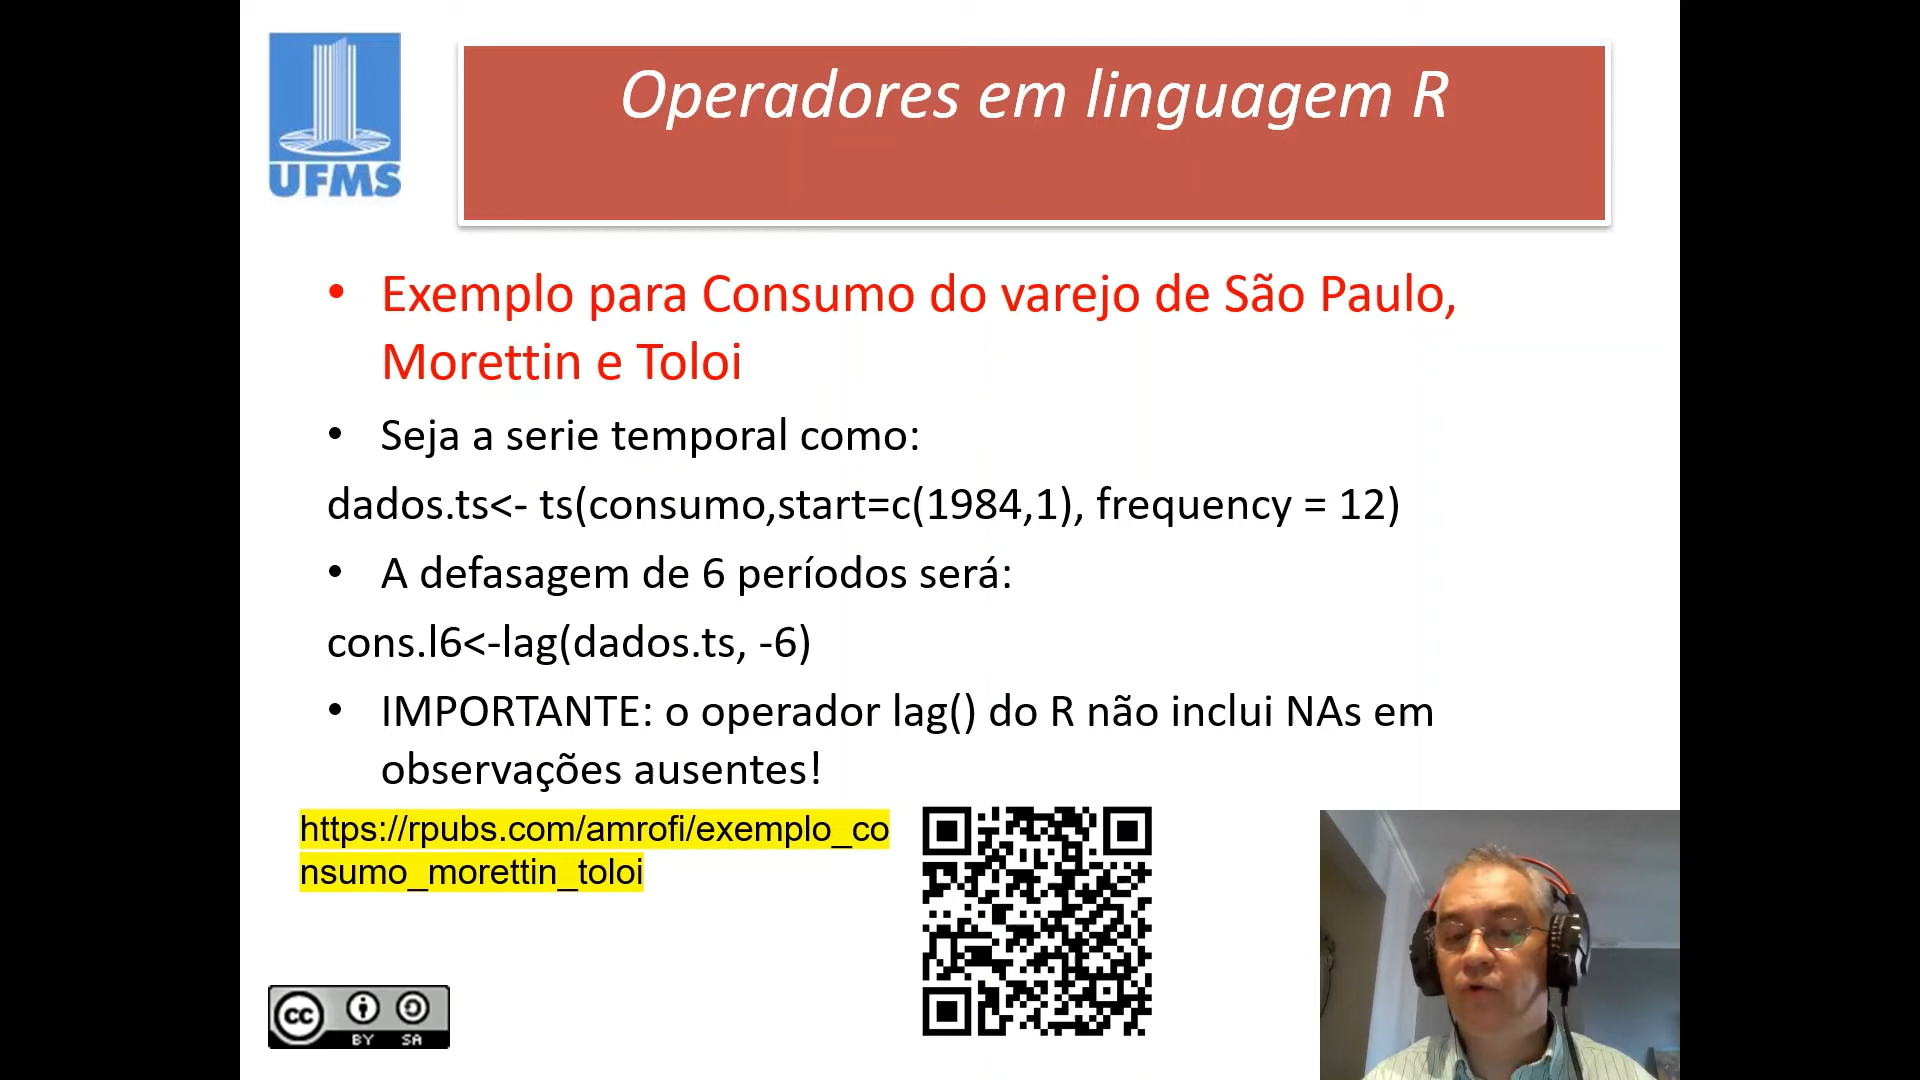 UFMS
Operadores em linguagem R
• Exemplo para Consumo do varejo de São Paulo,
Morettin e Toloi
• Seja a serie temporal como:
dados.ts<- ts(consumo,start=c(1984,1), frequency = 12)
• A defasagem de 6 períodos será:
cons.l6<-lag(dados.ts, -6)
• IMPORTANTE: o operador lag() do R não inclui NAs em
observações ausentes!
https://rpubs.com/amrofi/exemplo_co
nsumo_morettin_toloi
CC BY SA